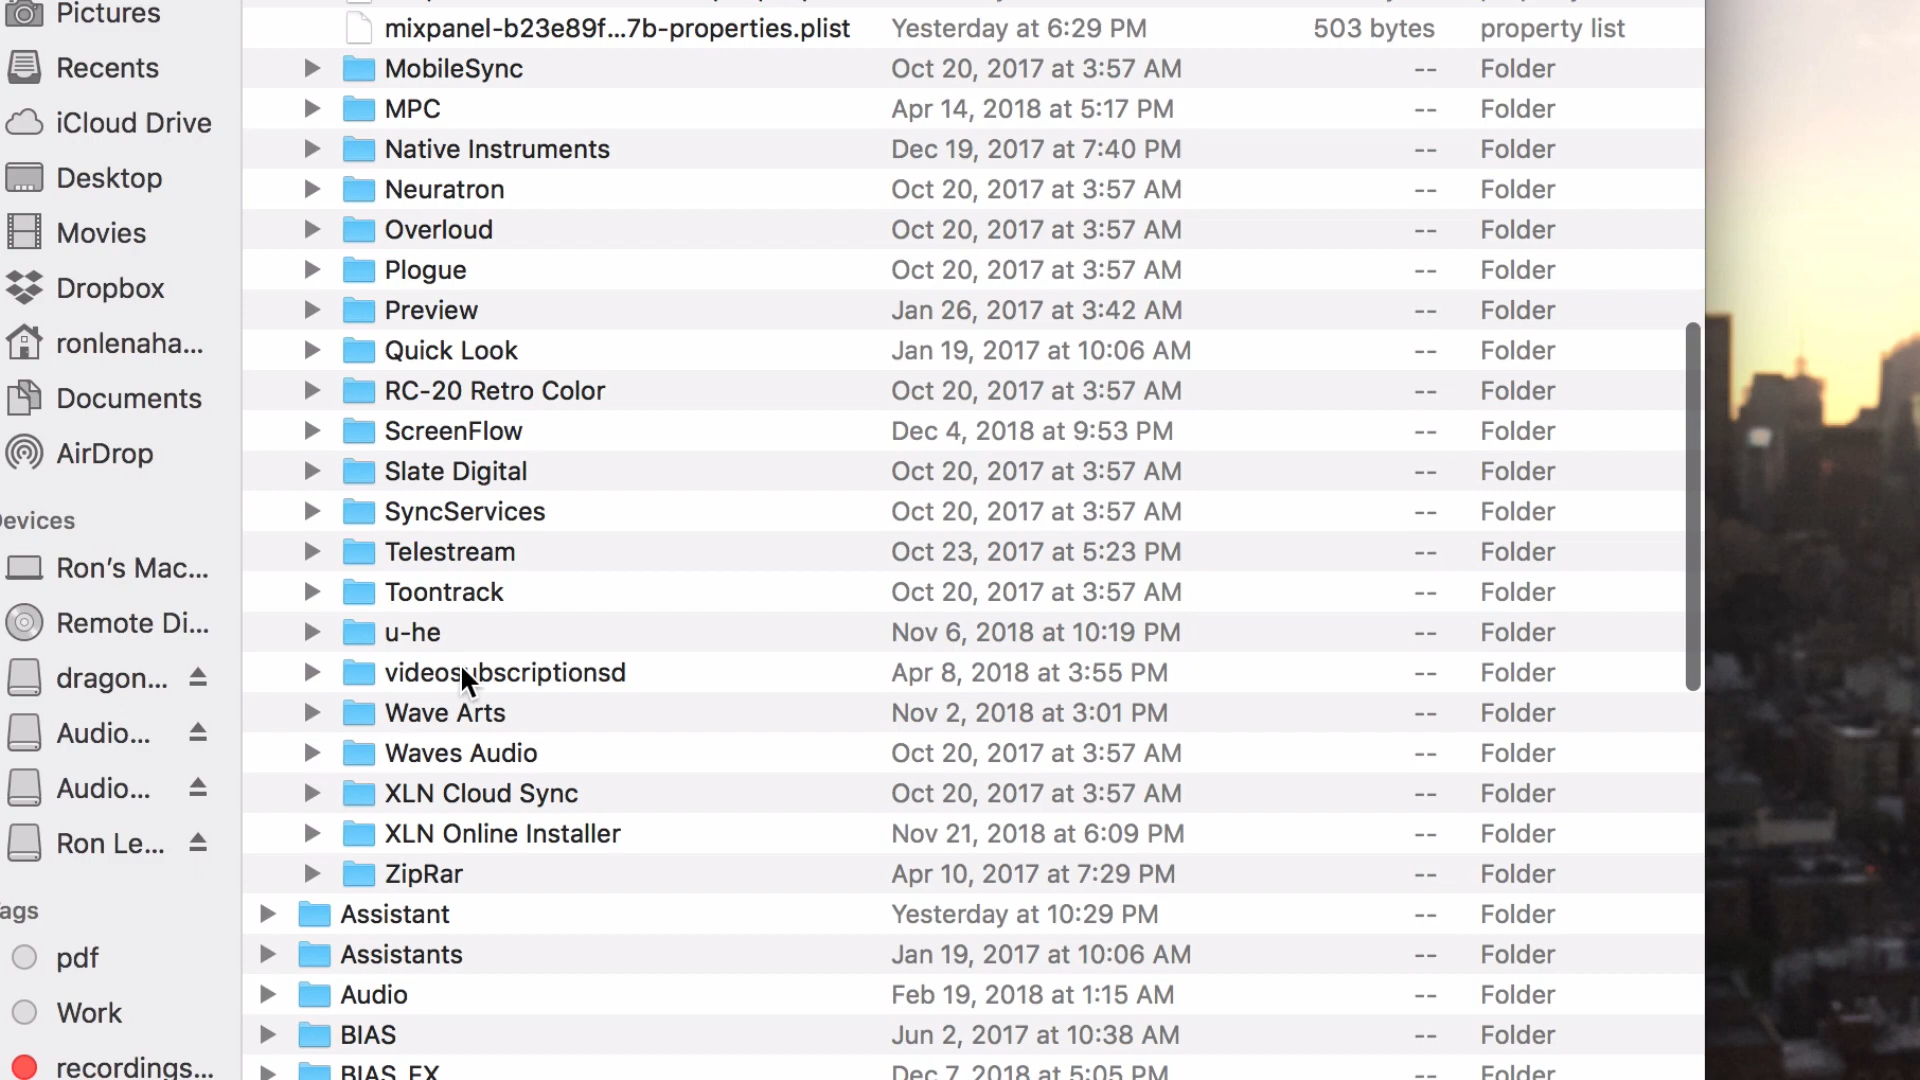 Pictures
Recents
iCloud Drive
Desktop
Movies
Dropbox
ronlenaha...
Documents
AirDrop
Devices
Ron's Mac...
Remote Di...
dragon...
Audio...
Audio...
Ron Le...
ags
pdf
Work
recordings...
mixpanel-b23e89f...7b-properties.plist Yesterday at 6:29 PM 503 bytes property list
MobileSync Oct 20, 2017 at 3:57 AM -- Folder
MPC Apr 14, 2018 at 5:17 PM -- Folder
Native Instruments Dec 19, 2017 at 7:40 PM -- Folder
Neuratron Oct 20, 2017 at 3:57 AM -- Folder
Overloud Oct 20, 2017 at 3:57 AM -- Folder
Plogue Oct 20, 2017 at 3:57 AM -- Folder
Preview Jan 26, 2017 at 3:42 AM -- Folder
Quick Look Jan 19, 2017 at 10:06 AM -- Folder
RC-20 Retro Color Oct 20, 2017 at 3:57 AM -- Folder
ScreenFlow Dec 4, 2018 at 9:53 PM -- Folder
Slate Digital Oct 20, 2017 at 3:57 AM -- Folder
SyncServices Oct 20, 2017 at 3:57 AM -- Folder
Telestream Oct 23, 2017 at 5:23 PM -- Folder
Toontrack Oct 20, 2017 at 3:57 AM -- Folder
u-he Nov 6, 2018 at 10:19 PM -- Folder
videosubscriptionsd Apr 8, 2018 at 3:55 PM -- Folder
Wave Arts Nov 2, 2018 at 3:01 PM -- Folder
Waves Audio Oct 20, 2017 at 3:57 AM -- Folder
XLN Cloud Sync Oct 20, 2017 at 3:57 AM -- Folder
XLN Online Installer Nov 21, 2018 at 6:09 PM -- Folder
ZipRar Apr 10, 2017 at 7:29 PM -- Folder
Assistant Yesterday at 10:29 PM -- Folder
Assistants Jan 19, 2017 at 10:06 AM -- Folder
Audio Feb 19, 2018 at 1:15 AM -- Folder
BIAS Jun 2, 2017 at 10:38 AM -- Folder
BIAS_FX Dec 7, 2018 at 5:05 PM -- Folder